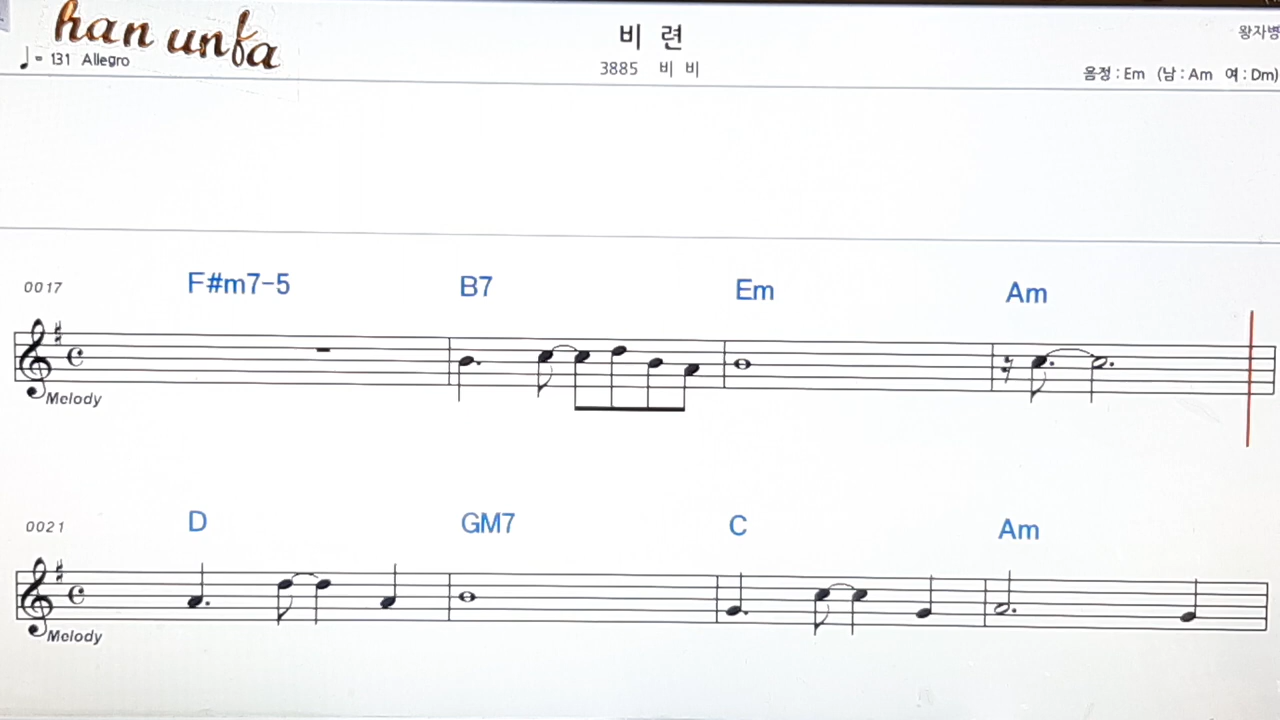 han unfa
♩= 131 Allegro
비 련
3885 비 비
왕자병
음정 : Em (남 : Am 여 : Dm)
0017 F#m7-5 B7 Em Am
Melody
0021 D GM7 C Am
Melody